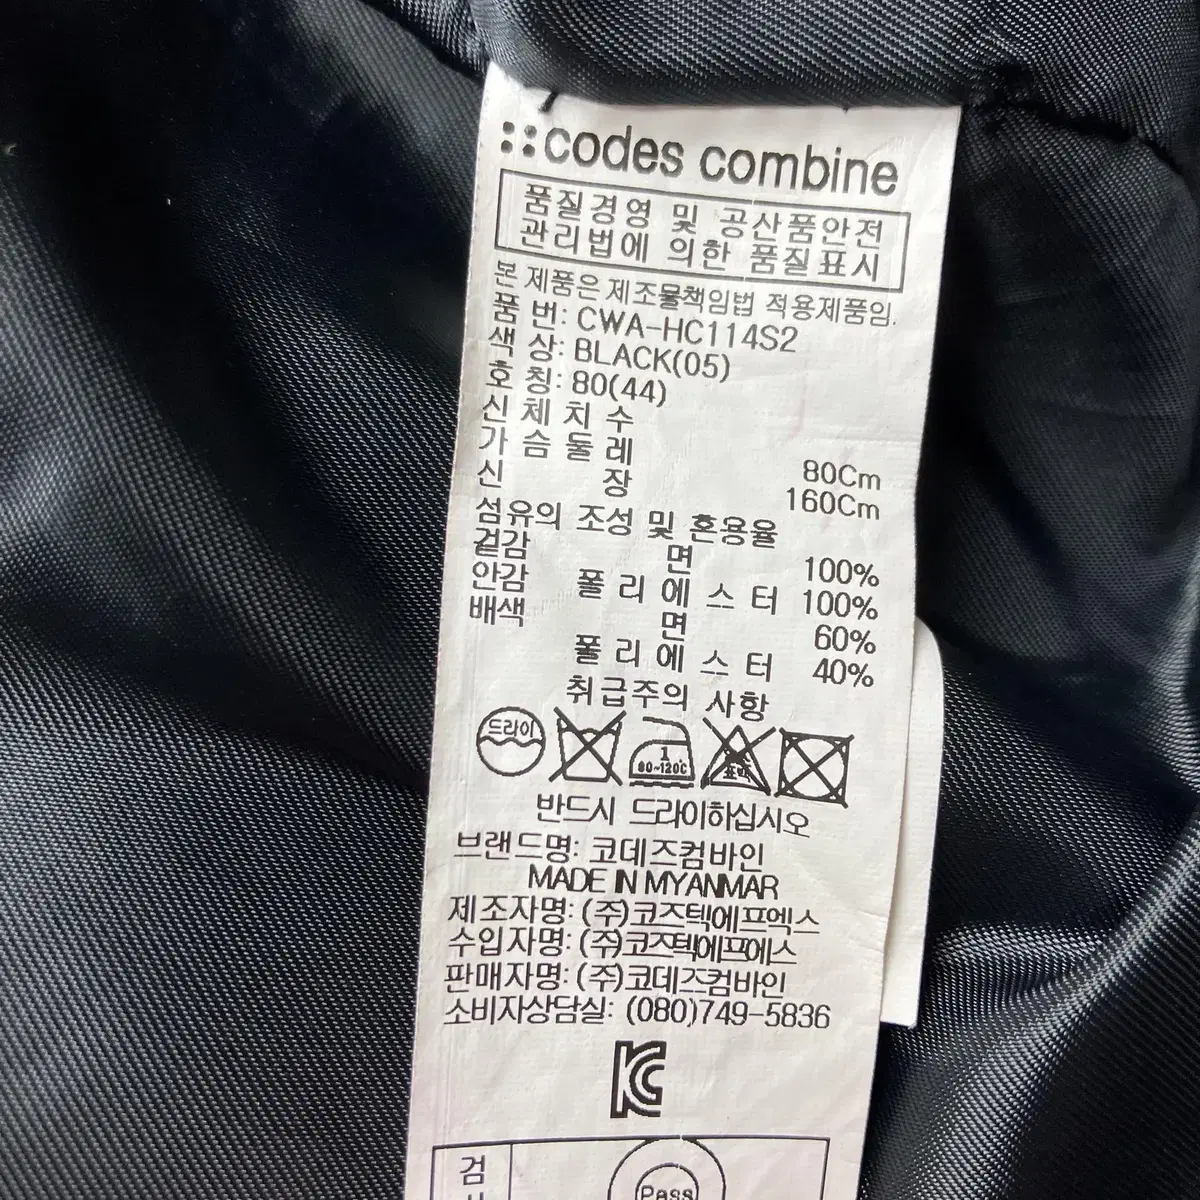 codes combine
품질경영 및 공산품안전
관리법에 의한 품질표시
본 제품은 제조물책임법 적용제품임.
품 번: CWA-HC114S2
색 상: BLACK(05)
호 칭: 80(44)
신 체 치 수
가 슴 둘 레 80Cm
신 장 160Cm
섬유의 조성 및 혼용율
겉감 면 100%
안감 폴 리 에 스 터 100%
배색 면 60%
폴 리 에 스 터 40%
취급주의 사항
드라이 1 80~120C 표백
반드시 드라이하십시오
브랜드명: 코데즈컴바인
MADE IN MYANMAR
제조자명: (주)코즈텍에프엑스
수입자명: (주)코즈텍에프에스
판매자명: (주)코데즈컴바인
소비자상담실: (080)749-5836
KC
검 Pass